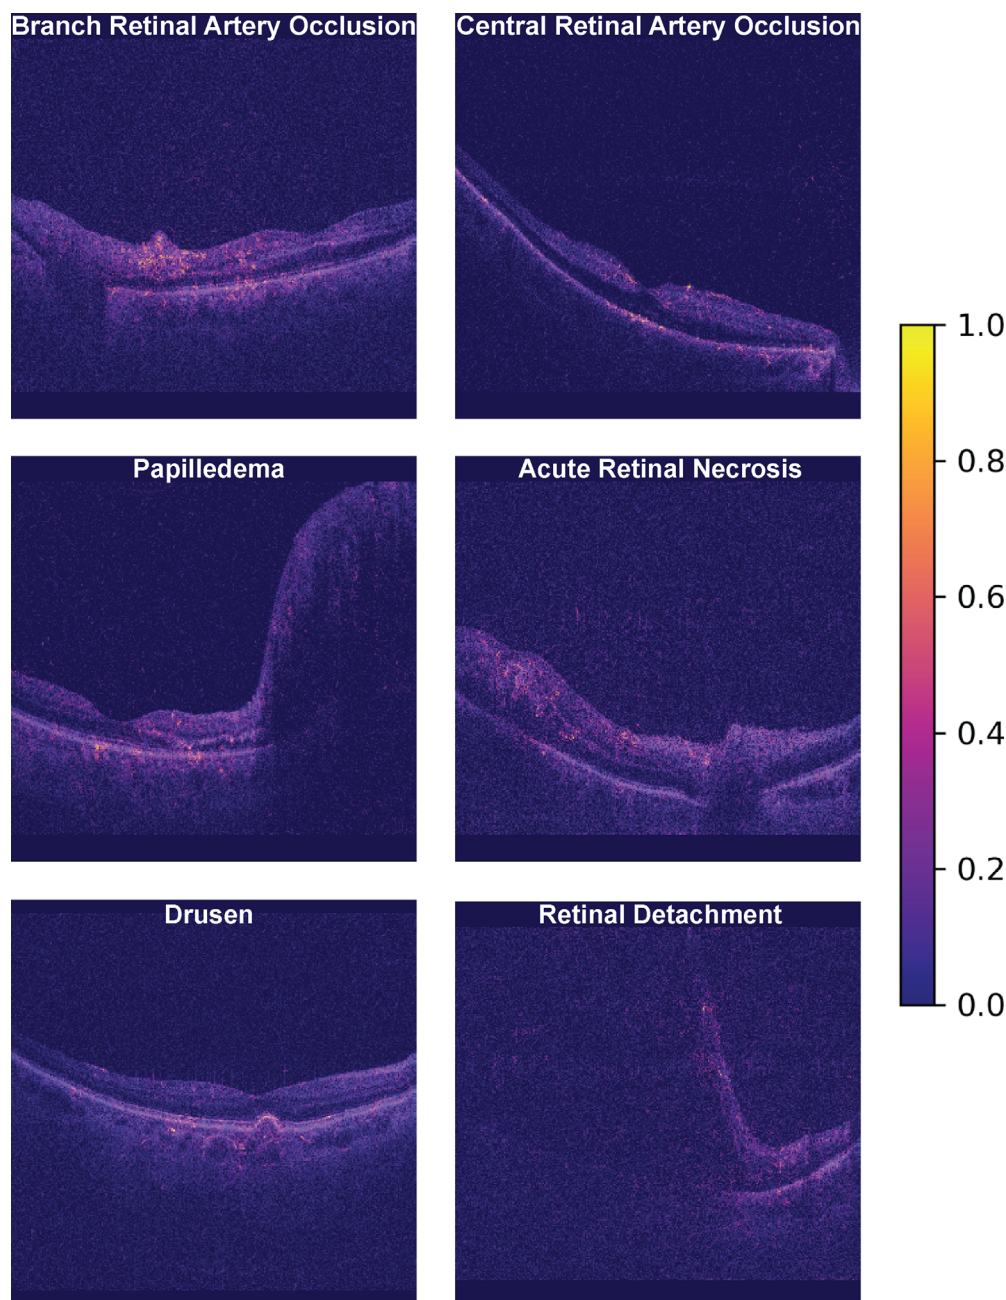 Branch Retinal Artery Occlusion
Central Retinal Artery Occlusion
Papilledema
Acute Retinal Necrosis
Drusen
Retinal Detachment
1.0
0.8
0.6
0.4
0.2
0.0